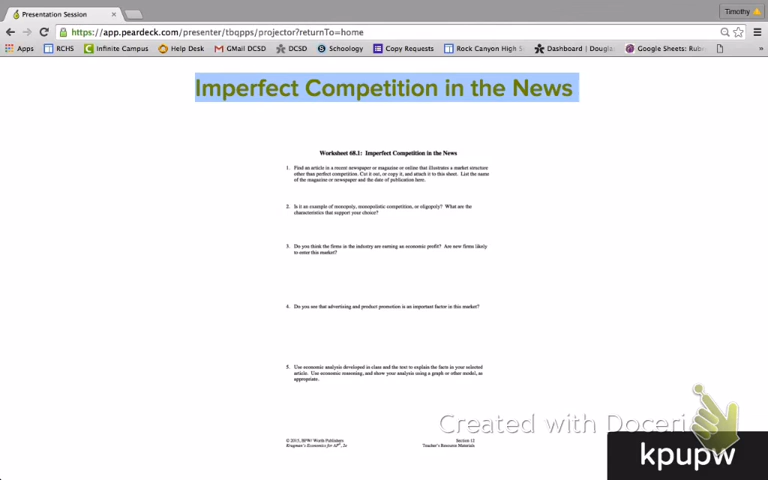 Presentation Session
Timothy
https://app.peardeck.com/presenter/tbqpps/projector?returnTo=home
Apps RCHS Infinite Campus Help Desk GMail DCSD DCSD Schoology Copy Requests Rock Canyon High S Dashboard | Douglas Google Sheets: Rub
Imperfect Competition in the News
Worksheet 68.1: Imperfect Competition in the News
1. Find an article in a recent newspaper or magazine or online that illustrates a market structure
other than perfect competition. Cut it out, or copy it, and attach it to this sheet. List the name
of the magazine or newspaper and the date of publication here.
2. Is it an example of monopoly, monopolistic competition, or oligopoly? What are the
characteristics that support your choice?
3. Do you think the firms in the industry are earning an economic profit? Are new firms likely
to enter this market?
4. Do you see that advertising and product promotion is an important factor in this market?
5. Use economic analysis developed in class and the text to explain the facts in your selected
article. Use economic reasoning, and show your analysis using a graph or other model, as
appropriate.
Created with Doceri
© 2015, BFW/ Worth Publishers Section 12
Krugman's Economics for AP®, 2e Teacher's Resource Materials
kpupw